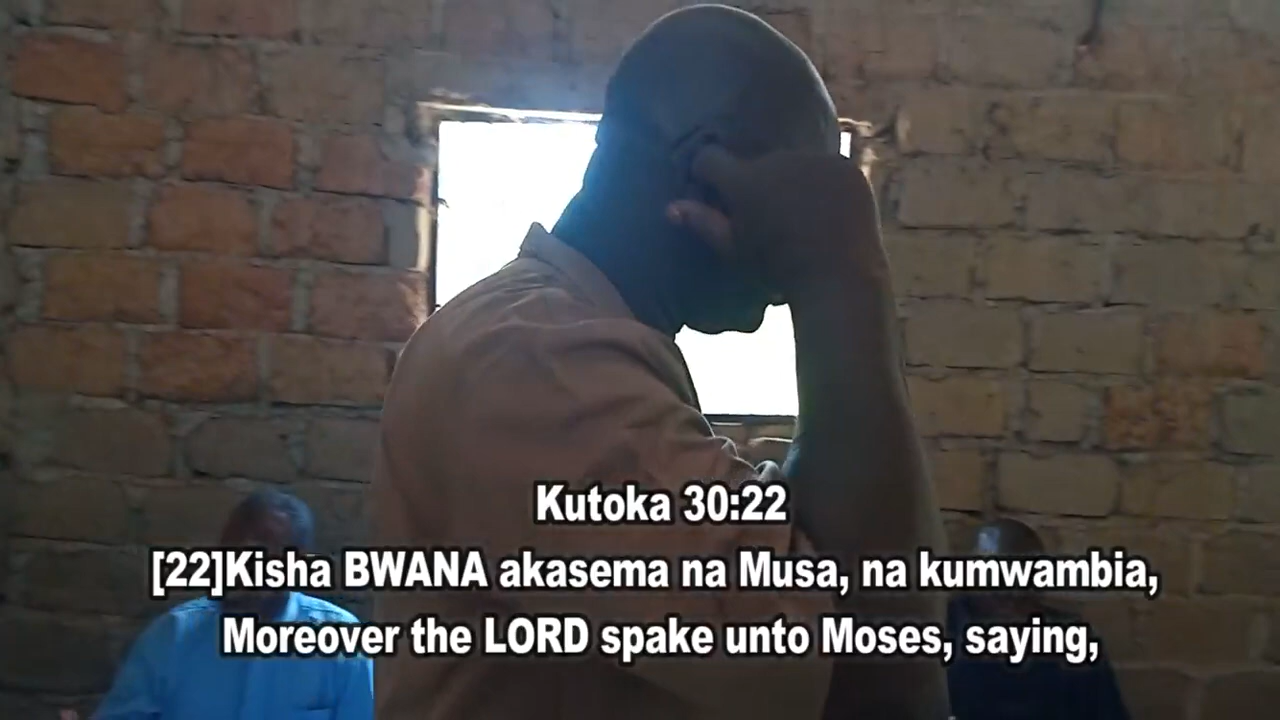 Kutoka 30:22
[22]Kisha BWANA akasema na Musa, na kumwambia,
Moreover the LORD spake unto Moses, saying,